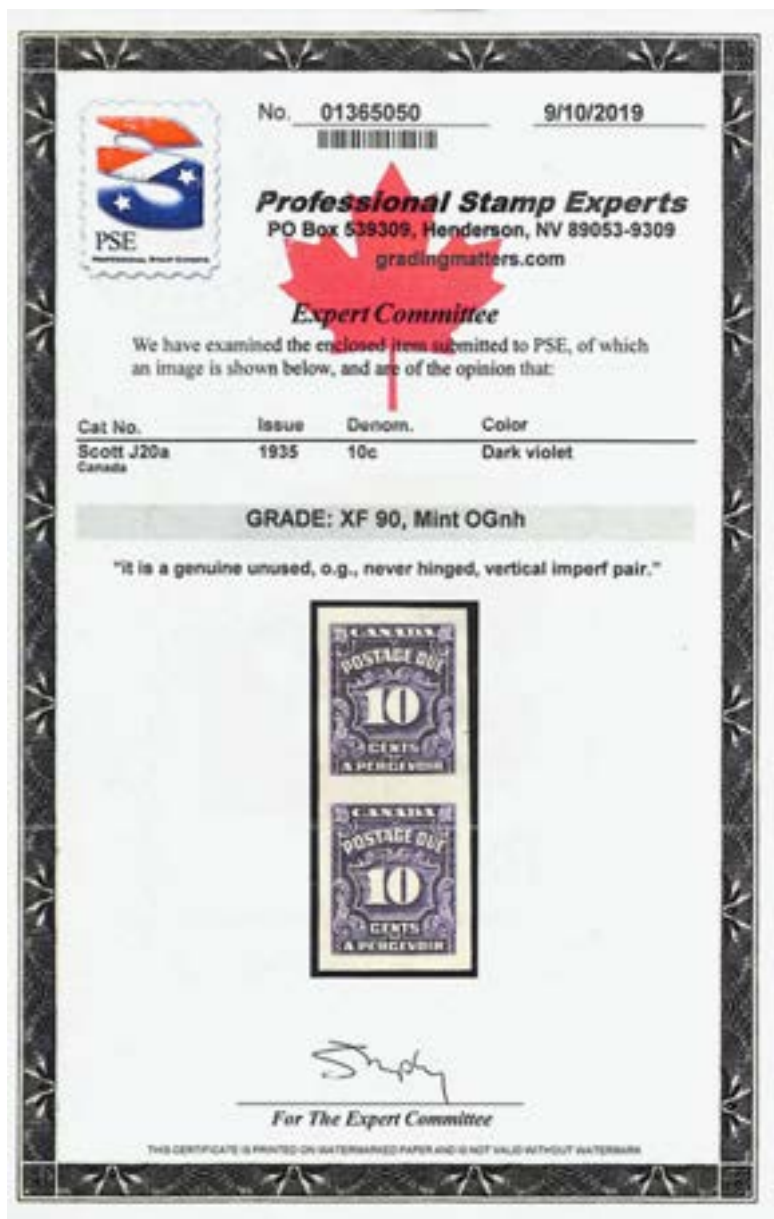 No. 01365050 9/10/2019
PSE
PROFESSIONAL STAMP EXPERTS
Professional Stamp Experts
PO Box 539309, Henderson, NV 89053-9309
gradingmatters.com
Expert Committee
We have examined the enclosed item submitted to PSE, of which
an image is shown below, and are of the opinion that:
Cat No. Issue Denom. Color
Scott J20a 1935 10c Dark violet
Canada
GRADE: XF 90, Mint OGnh
"it is a genuine unused, o.g., never hinged, vertical imperf pair."
CANADA
POSTAGE DUE
10
CENTS
A PERCEVOIR
CANADA
POSTAGE DUE
10
CENTS
A PERCEVOIR
For The Expert Committee
THIS CERTIFICATE IS PRINTED ON WATERMARKED PAPER AND IS NOT VALID WITHOUT WATERMARK